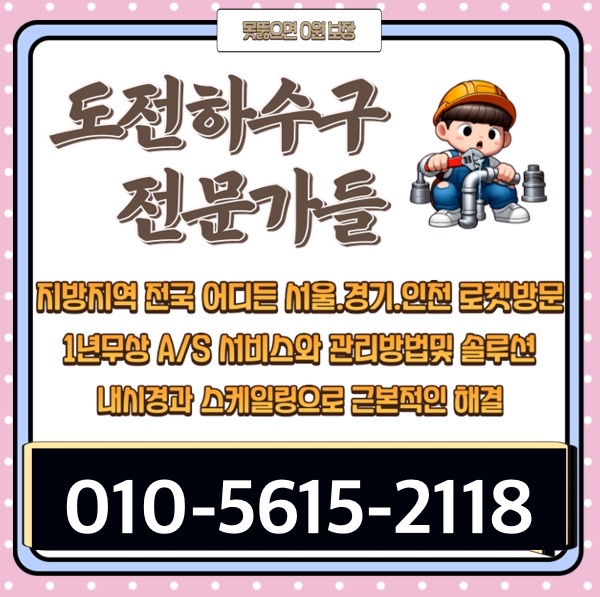 못뚫으면 0원 보장
도전하수구
전문가들
지방지역 전국 어디든 서울.경기.인천 로켓방문
1년무상 A/S 서비스와 관리방법및 솔루션
내시경과 스케일링으로 근본적인 해결
010-5615-2118